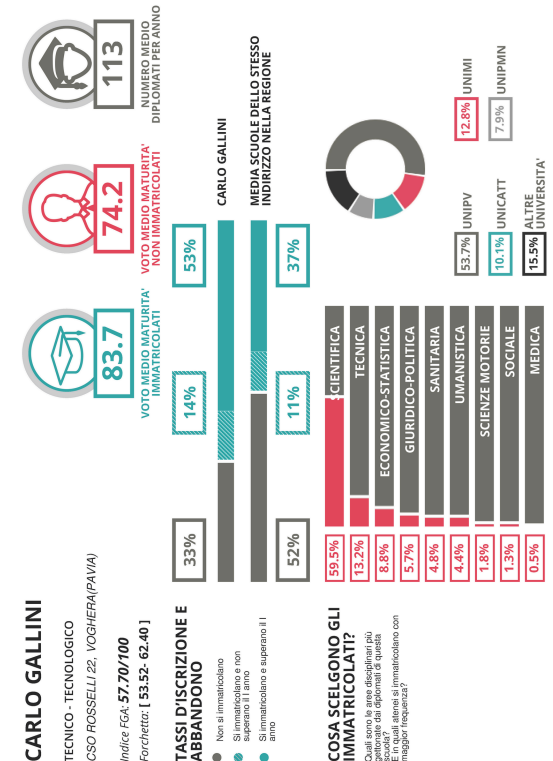 CARLO GALLINI
TECNICO - TECNOLOGICO
CSO ROSSELLI 22, VOGHERA(PAVIA)
Indice FGA: 57.70/100
Forchetta: [ 53.52- 62.40 ]
83.7
VOTO MEDIO MATURITA'
IMMATRICOLATI
74.2
VOTO MEDIO MATURITA'
NON IMMATRICOLATI
113
NUMERO MEDIO
DIPLOMATI PER ANNO
TASSI D'ISCRIZIONE E
ABBANDONO
Non si immatricolano
Si immatricolano e non
superano il I anno
Si immatricolano e superano il I
anno
33%
14%
53%
CARLO GALLINI
MEDIA SCUOLE DELLO STESSO
INDIRIZZO NELLA REGIONE
52%
11%
37%
COSA SCELGONO GLI
IMMATRICOLATI?
Quali sono le aree disciplinari più
gettonate dai diplomati di questa
scuola?
E in quali atenei si immatricolano con
maggior frequenza?
59.5% SCIENTIFICA
13.2% TECNICA
8.8% ECONOMICO-STATISTICA
5.7% GIURIDICO-POLITICA
4.8% SANITARIA
4.4% UMANISTICA
1.8% SCIENZE MOTORIE
1.3% SOCIALE
0.5% MEDICA
53.7% UNIPV
12.8% UNIMI
10.1% UNICATT
7.9% UNIPMN
15.5% ALTRE
UNIVERSITA'